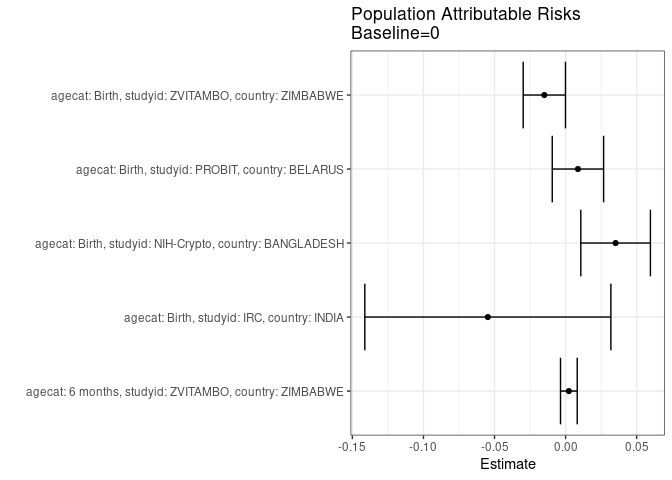 Population Attributable Risks
Baseline=0
agecat: Birth, studyid: ZVITAMBO, country: ZIMBABWE
agecat: Birth, studyid: PROBIT, country: BELARUS
agecat: Birth, studyid: NIH-Crypto, country: BANGLADESH
agecat: Birth, studyid: IRC, country: INDIA
agecat: 6 months, studyid: ZVITAMBO, country: ZIMBABWE
-0.15 -0.10 -0.05 0.00 0.05
Estimate